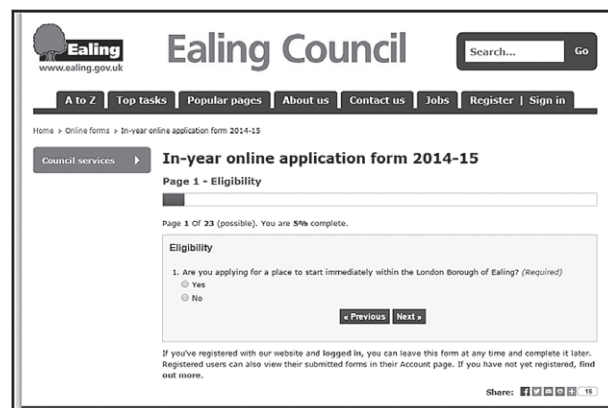 Ealing
www.ealing.gov.uk
Ealing Council
Search...
Go
A to Z
Top tasks
Popular pages
About us
Contact us
Jobs
Register | Sign in
Home > Online forms > In-year online application form 2014-15
Council services
In-year online application form 2014-15
Page 1 - Eligibility
Page 1 Of 23 (possible). You are 5% complete.
Eligibility
1. Are you applying for a place to start immediately within the London Borough of Ealing? (Required)
Yes
No
« Previous
Next »
If you've registered with our website and logged in, you can leave this form at any time and complete it later.
Registered users can also view their submitted forms in their Account page. If you have not yet registered, find
out more.
Share:
16